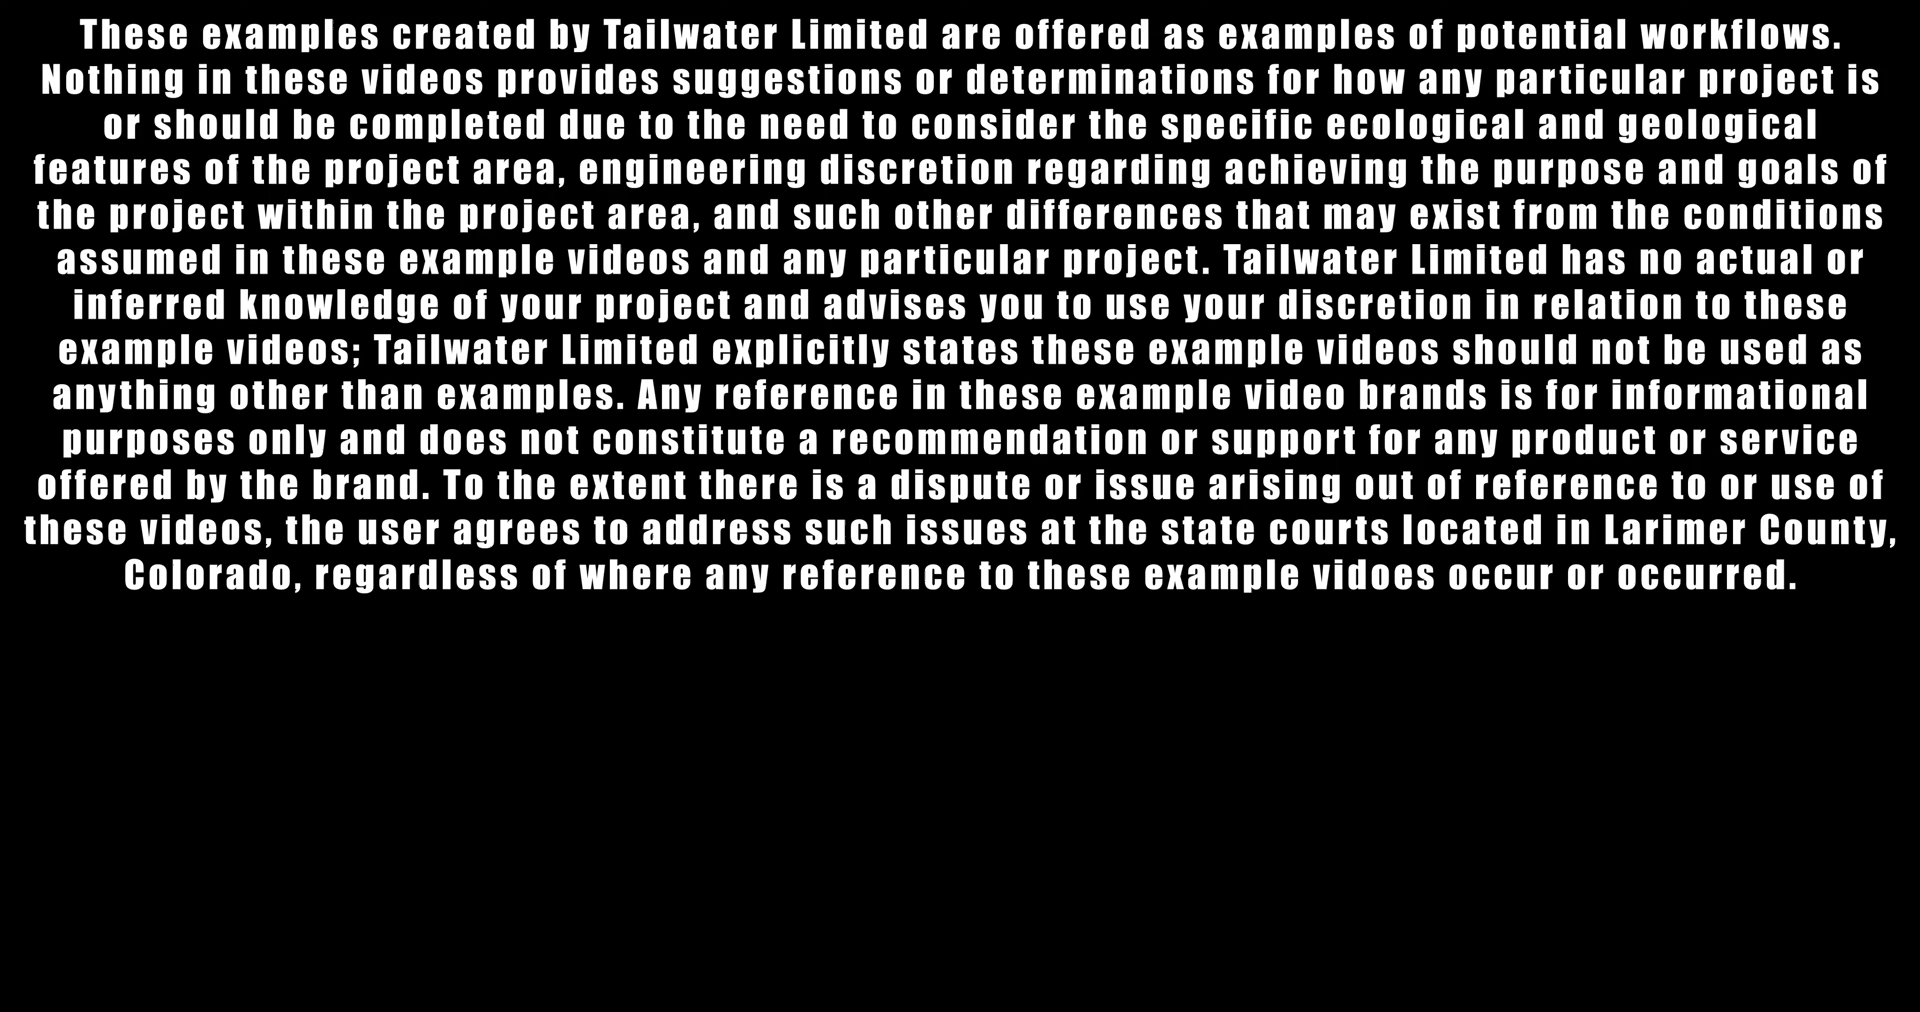 These examples created by Tailwater Limited are offered as examples of potential workflows.
Nothing in these videos provides suggestions or determinations for how any particular project is
or should be completed due to the need to consider the specific ecological and geological
features of the project area, engineering discretion regarding achieving the purpose and goals of
the project within the project area, and such other differences that may exist from the conditions
assumed in these example videos and any particular project. Tailwater Limited has no actual or
inferred knowledge of your project and advises you to use your discretion in relation to these
example videos; Tailwater Limited explicitly states these example videos should not be used as
anything other than examples. Any reference in these example video brands is for informational
purposes only and does not constitute a recommendation or support for any product or service
offered by the brand. To the extent there is a dispute or issue arising out of reference to or use of
these videos, the user agrees to address such issues at the state courts located in Larimer County,
Colorado, regardless of where any reference to these example vidoes occur or occurred.